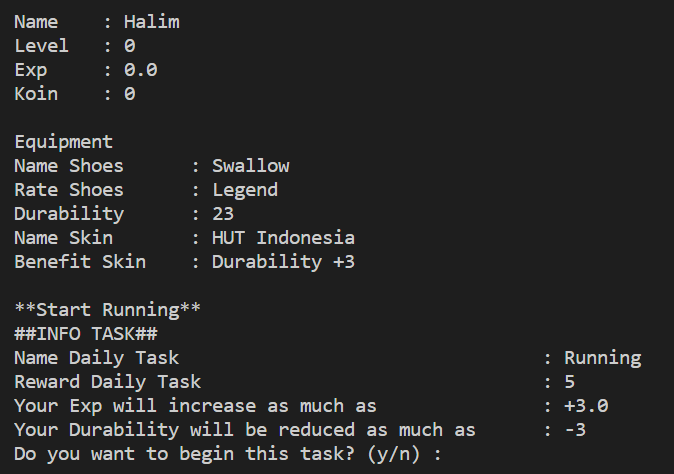 Name    : Halim
Level   : 0
Exp     : 0.0
Koin    : 0

Equipment
Name Shoes      : Swallow
Rate Shoes      : Legend
Durability      : 23
Name Skin       : HUT Indonesia
Benefit Skin    : Durability +3

**Start Running**
##INFO TASK##
Name Daily Task                                 : Running
Reward Daily Task                               : 5
Your Exp will increase as much as               : +3.0
Your Durability will be reduced as much as      : -3
Do you want to begin this task? (y/n) :